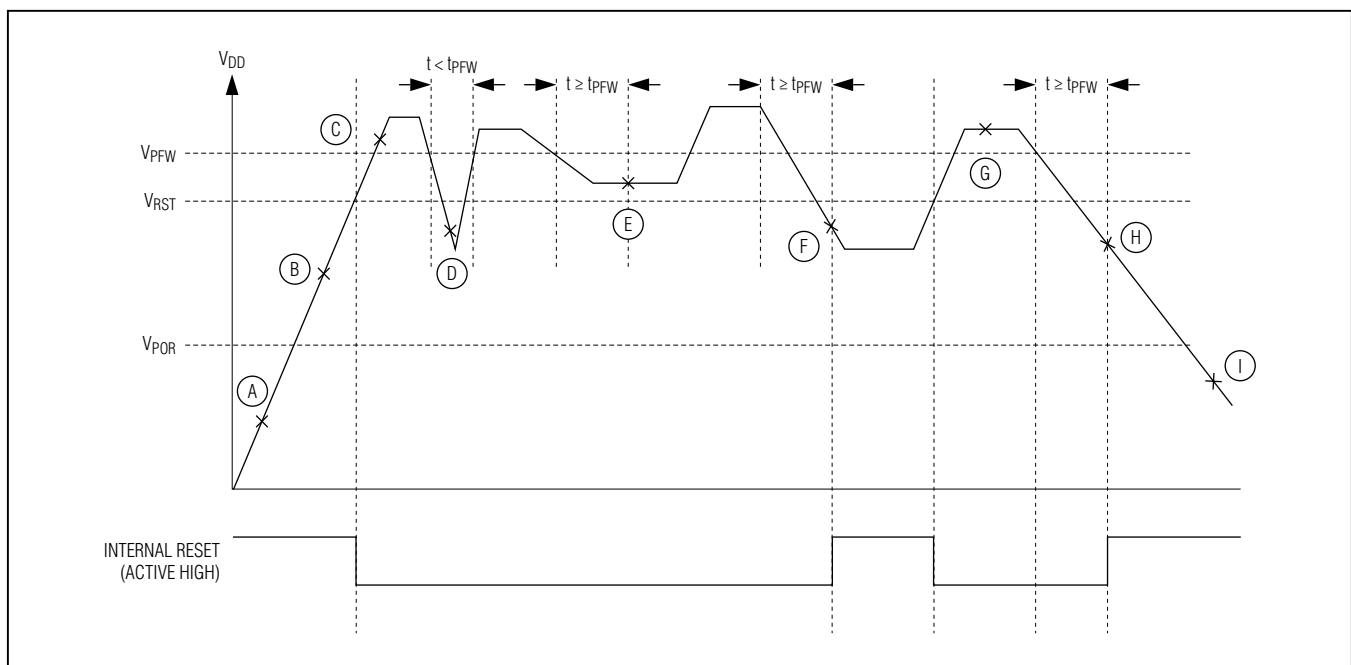 VDD
t < tPFW
t ≥ tPFW
t ≥ tPFW
t ≥ tPFW
C
VPFW
G
VRST
E
D
F
H
B
VPOR
I
A
INTERNAL RESET
(ACTIVE HIGH)